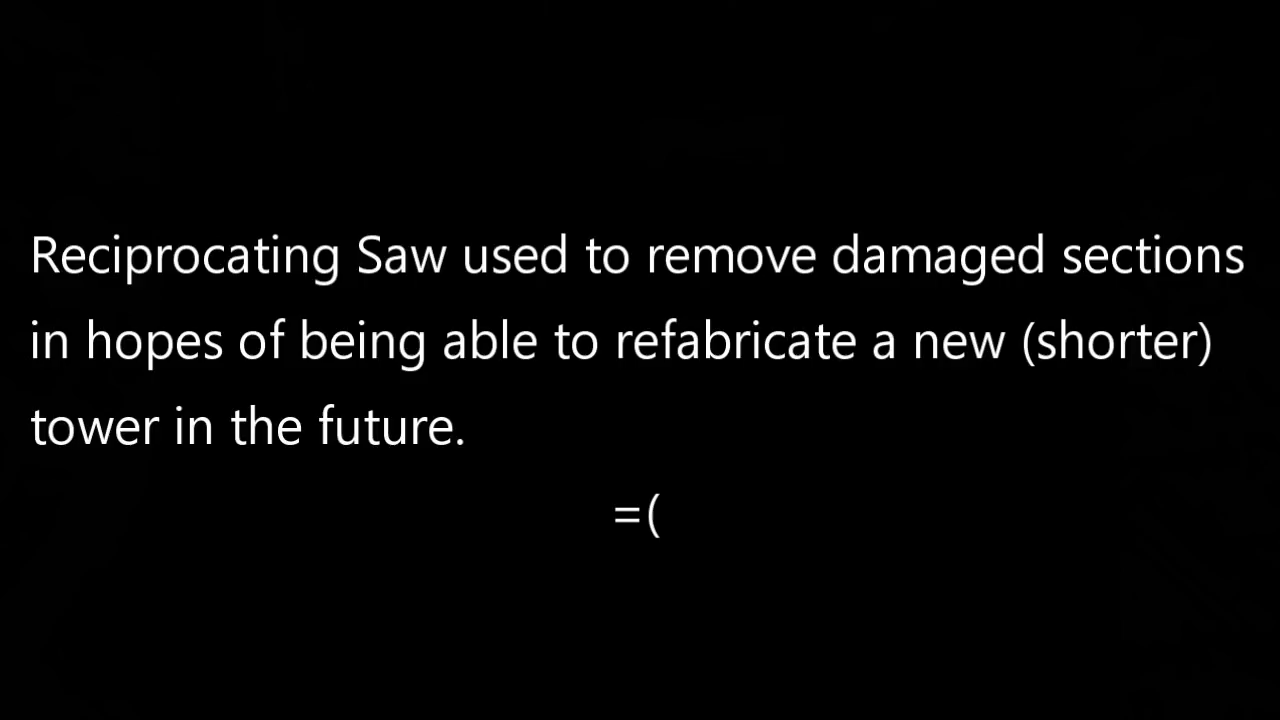 Reciprocating Saw used to remove damaged sections
in hopes of being able to refabricate a new (shorter)
tower in the future.
=(